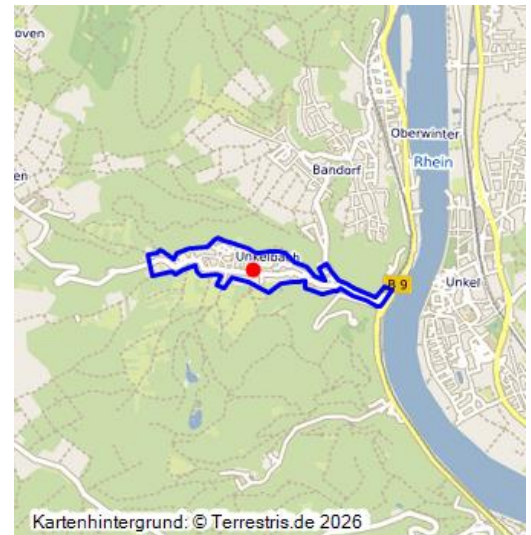 oven
Oberwinter
Rhein
Bandorf
en
Unkelbach
B 9
Unkel
Kartenhintergrund: © Terrestris.de 2026